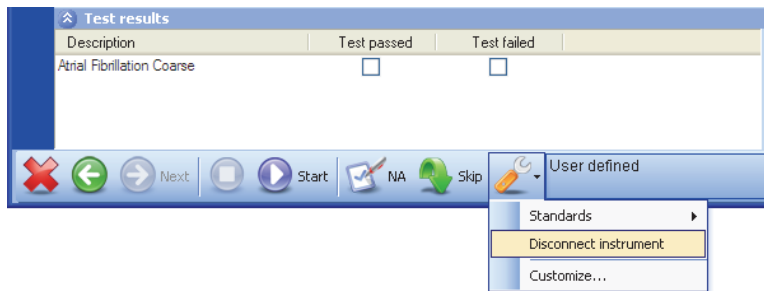 Test results
Description Test passed Test failed
Atrial Fibrillation Coarse
Next Start NA Skip User defined
Standards
Disconnect instrument
Customize...